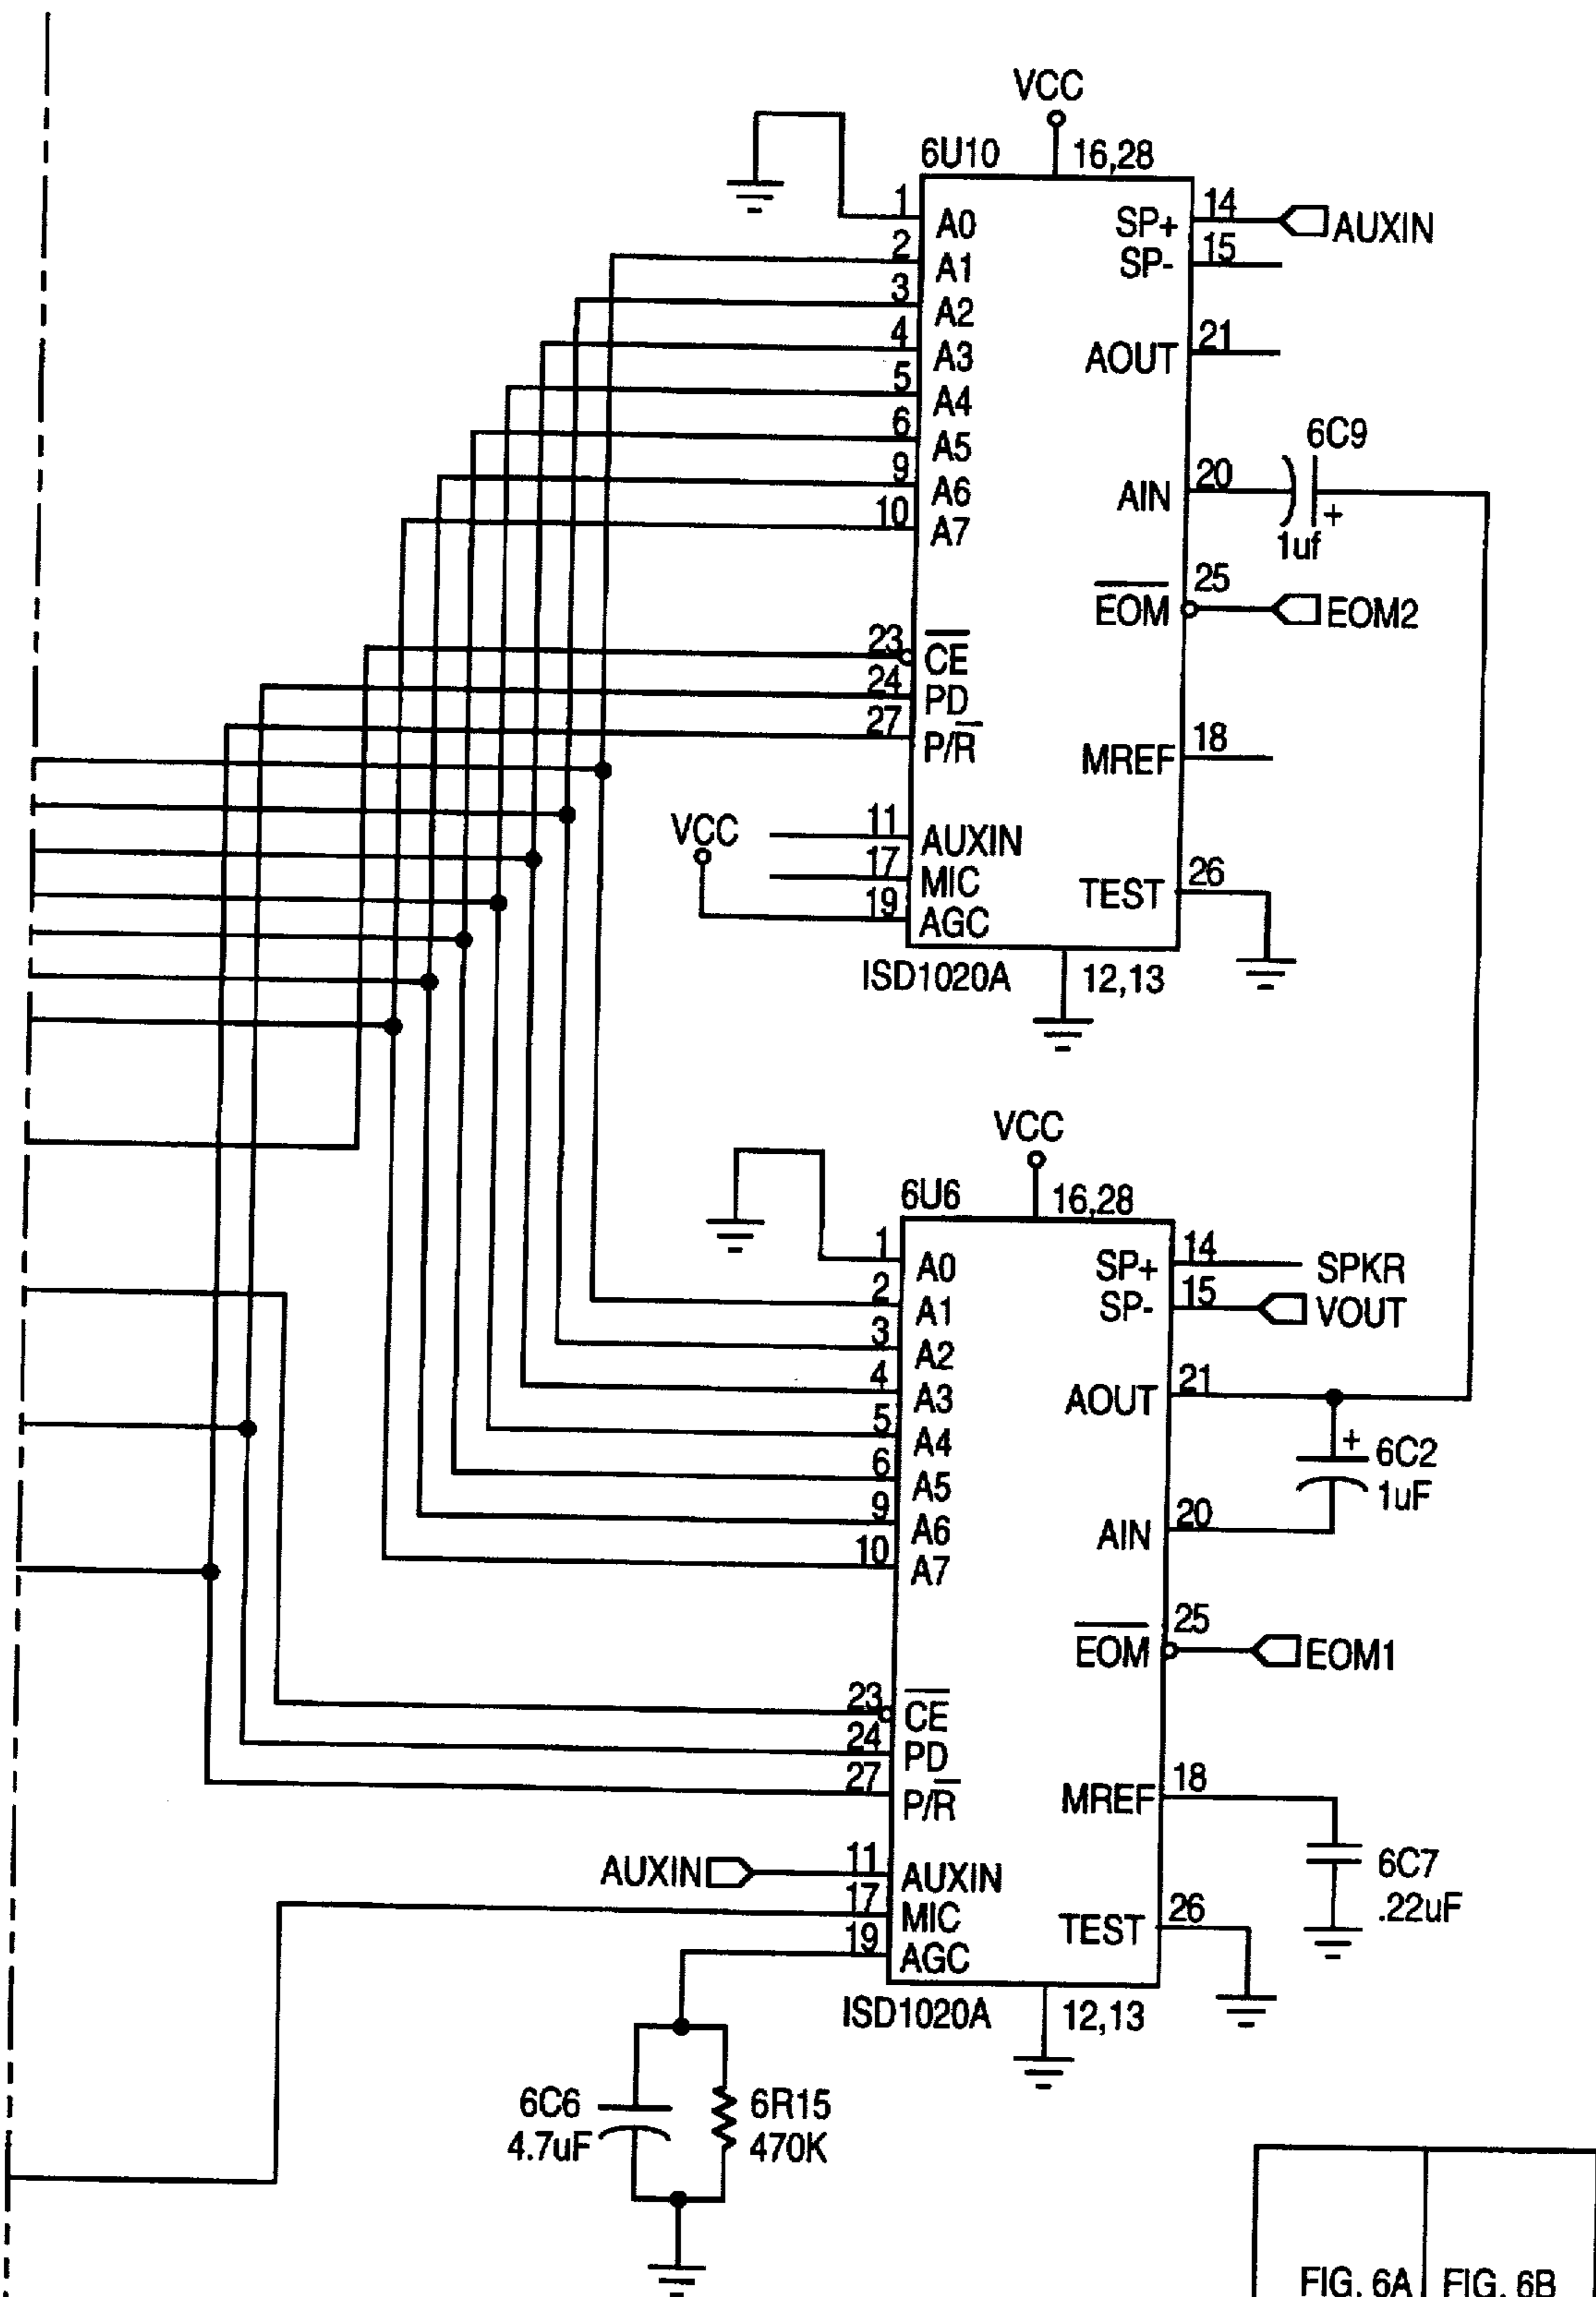 VCC
6U10
16,28
1 A0
2 A1
3 A2
4 A3
5 A4
6 A5
9 A6
10 A7
23 CE
24 PD
27 P/R
11 AUXIN
17 MIC
19 AGC
VCC
SP+ 14 AUXIN
SP- 15
AOUT 21
6C9
AIN 20
+
1uf
EOM 25 EOM2
MREF 18
TEST 26
ISD1020A
12,13
VCC
6U6
16,28
1 A0
2 A1
3 A2
4 A3
5 A4
6 A5
9 A6
10 A7
23 CE
24 PD
27 P/R
AUXIN 11 AUXIN
17 MIC
19 AGC
SP+ 14 SPKR
SP- 15 VOUT
AOUT 21
+ 6C2
1uF
AIN 20
EOM 25 EOM1
MREF 18
6C7
.22uF
TEST 26
ISD1020A
12,13
6C6
4.7uF
6R15
470K
FIG. 6A FIG. 6B